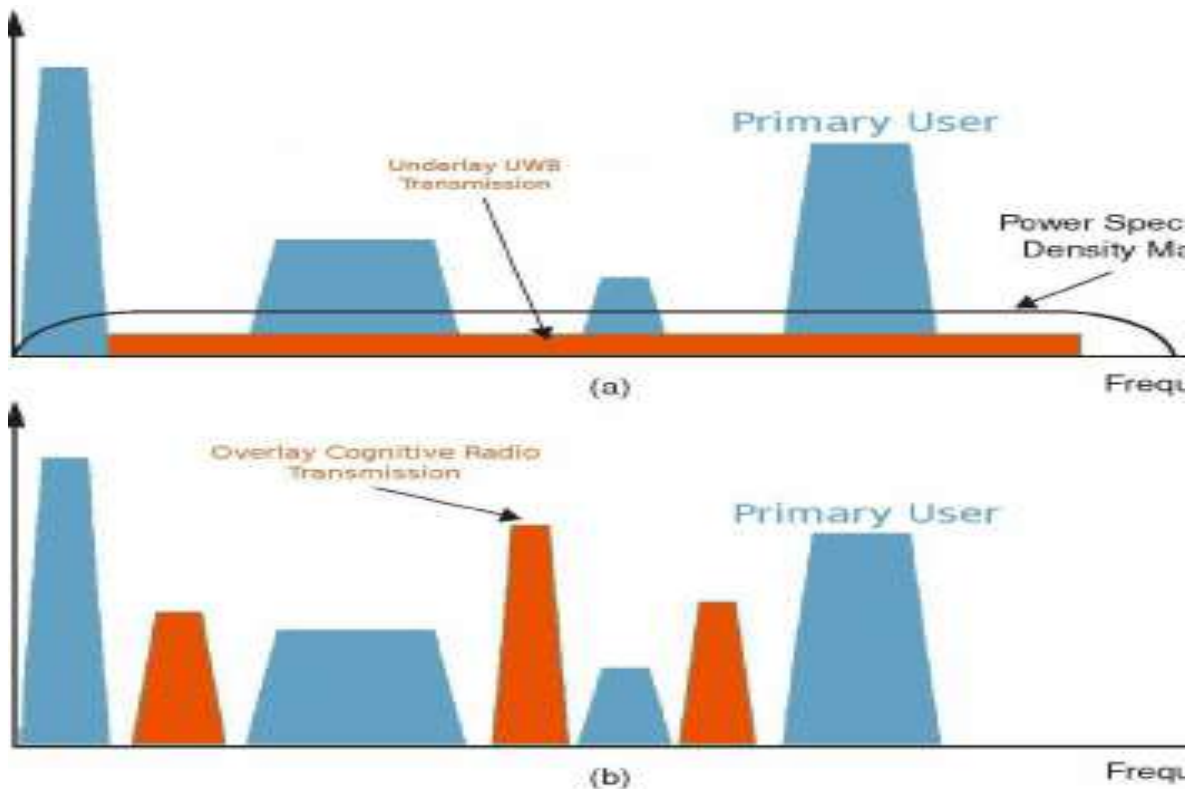 Primary User
Underlay UWB
Transmission
Power Spec
Density Ma
(a)
Frequ
Overlay Cognitive Radio
Transmission
Primary User
(b)
Frequ